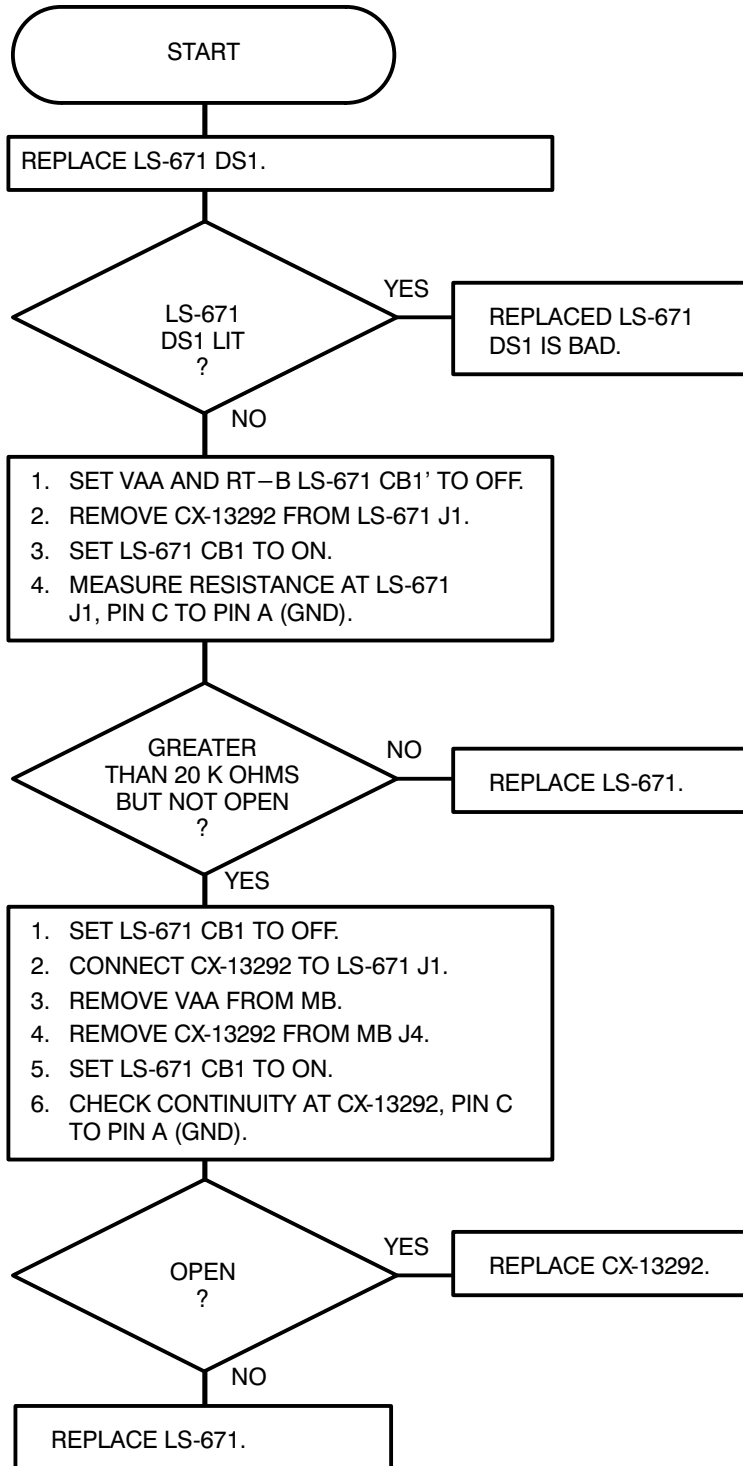 START
REPLACE LS-671 DS1.
LS-671
DS1 LIT
?
YES
REPLACED LS-671
DS1 IS BAD.
NO
1. SET VAA AND RT–B LS-671 CB1’ TO OFF.
2. REMOVE CX-13292 FROM LS-671 J1.
3. SET LS-671 CB1 TO ON.
4. MEASURE RESISTANCE AT LS-671
J1, PIN C TO PIN A (GND).
GREATER
THAN 20 K OHMS
BUT NOT OPEN
?
NO
REPLACE LS-671.
YES
1. SET LS-671 CB1 TO OFF.
2. CONNECT CX-13292 TO LS-671 J1.
3. REMOVE VAA FROM MB.
4. REMOVE CX-13292 FROM MB J4.
5. SET LS-671 CB1 TO ON.
6. CHECK CONTINUITY AT CX-13292, PIN C
TO PIN A (GND).
OPEN
?
YES
REPLACE CX-13292.
NO
REPLACE LS-671.